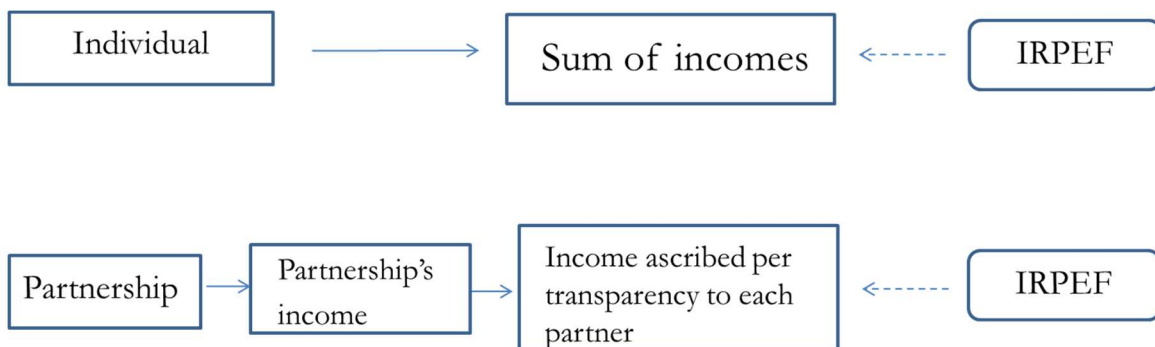 Individual
Sum of incomes
IRPEF
Partnership
Partnership's
income
Income ascribed per
transparency to each
partner
IRPEF